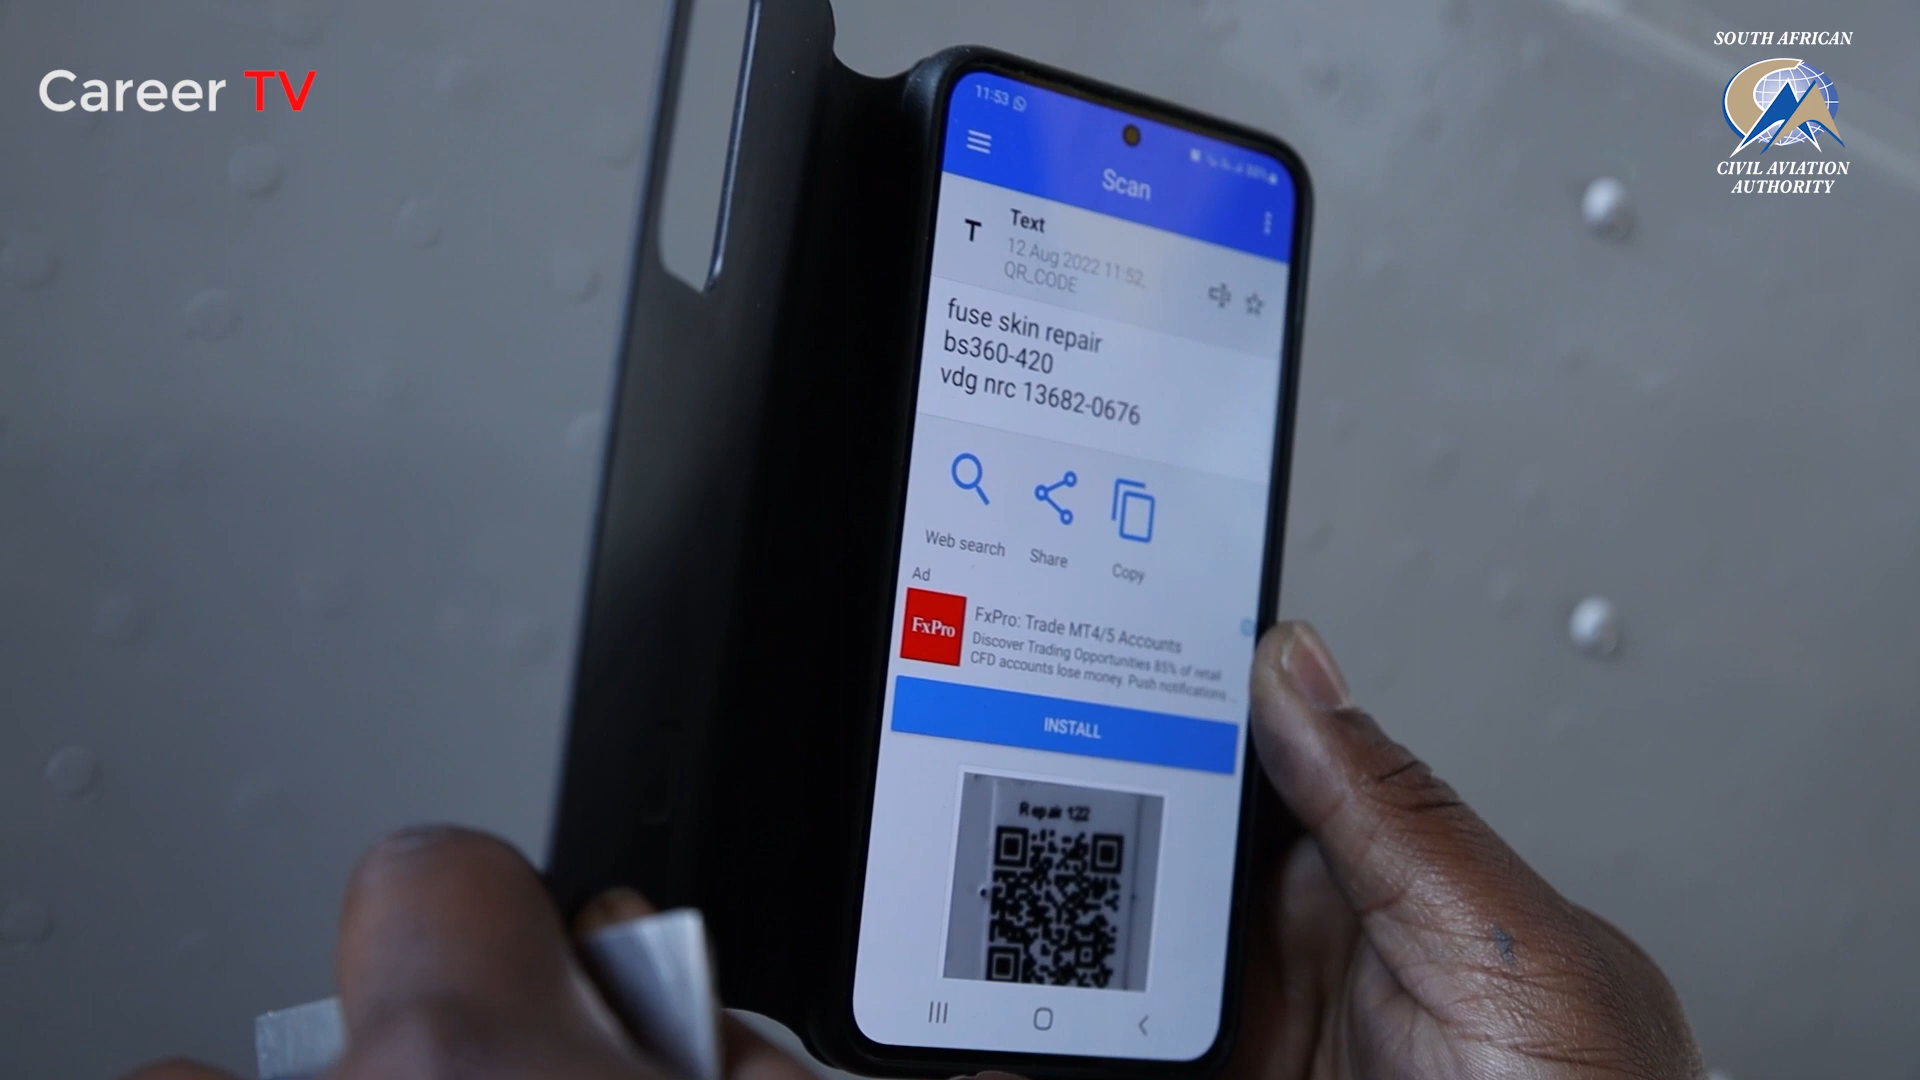 Career TV
SOUTH AFRICAN
CIVIL AVIATION
AUTHORITY
11:53
Scan
T
Text
12 Aug 2022 11:52
QR_CODE
fuse skin repair
bs360-420
vdg nrc 13682-0676
Web search
Share
Copy
Ad
FxPro
FxPro: Trade MT4/5 Accounts
Discover Trading Opportunities 85% of retail
CFD accounts lose money. Push notifications...
INSTALL
Repair 122